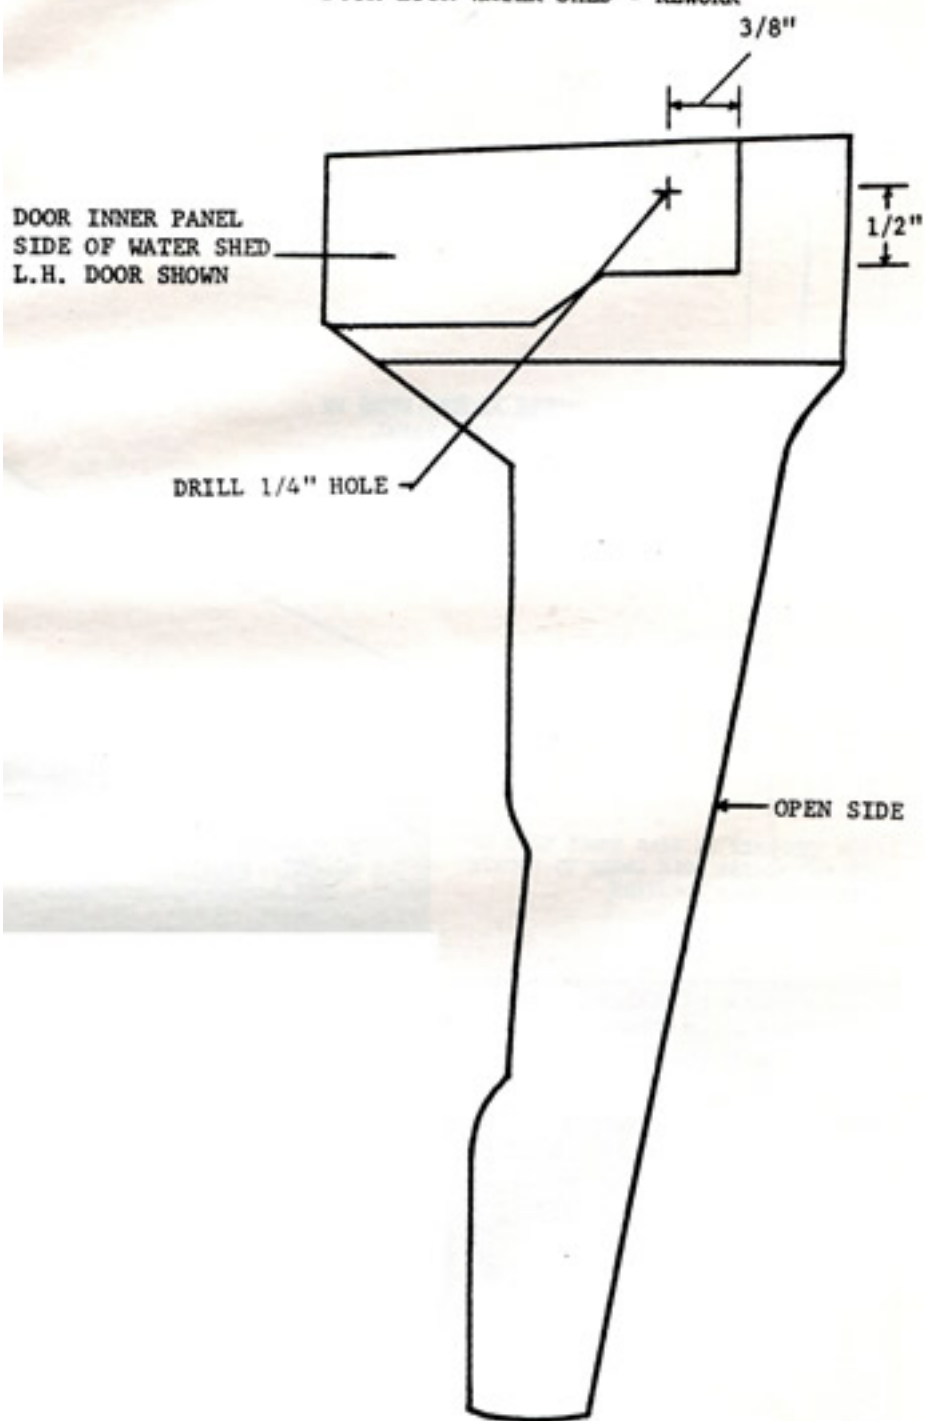 3/8"
DOOR INNER PANEL
SIDE OF WATER SHED
L.H. DOOR SHOWN
1/2"
DRILL 1/4" HOLE
OPEN SIDE